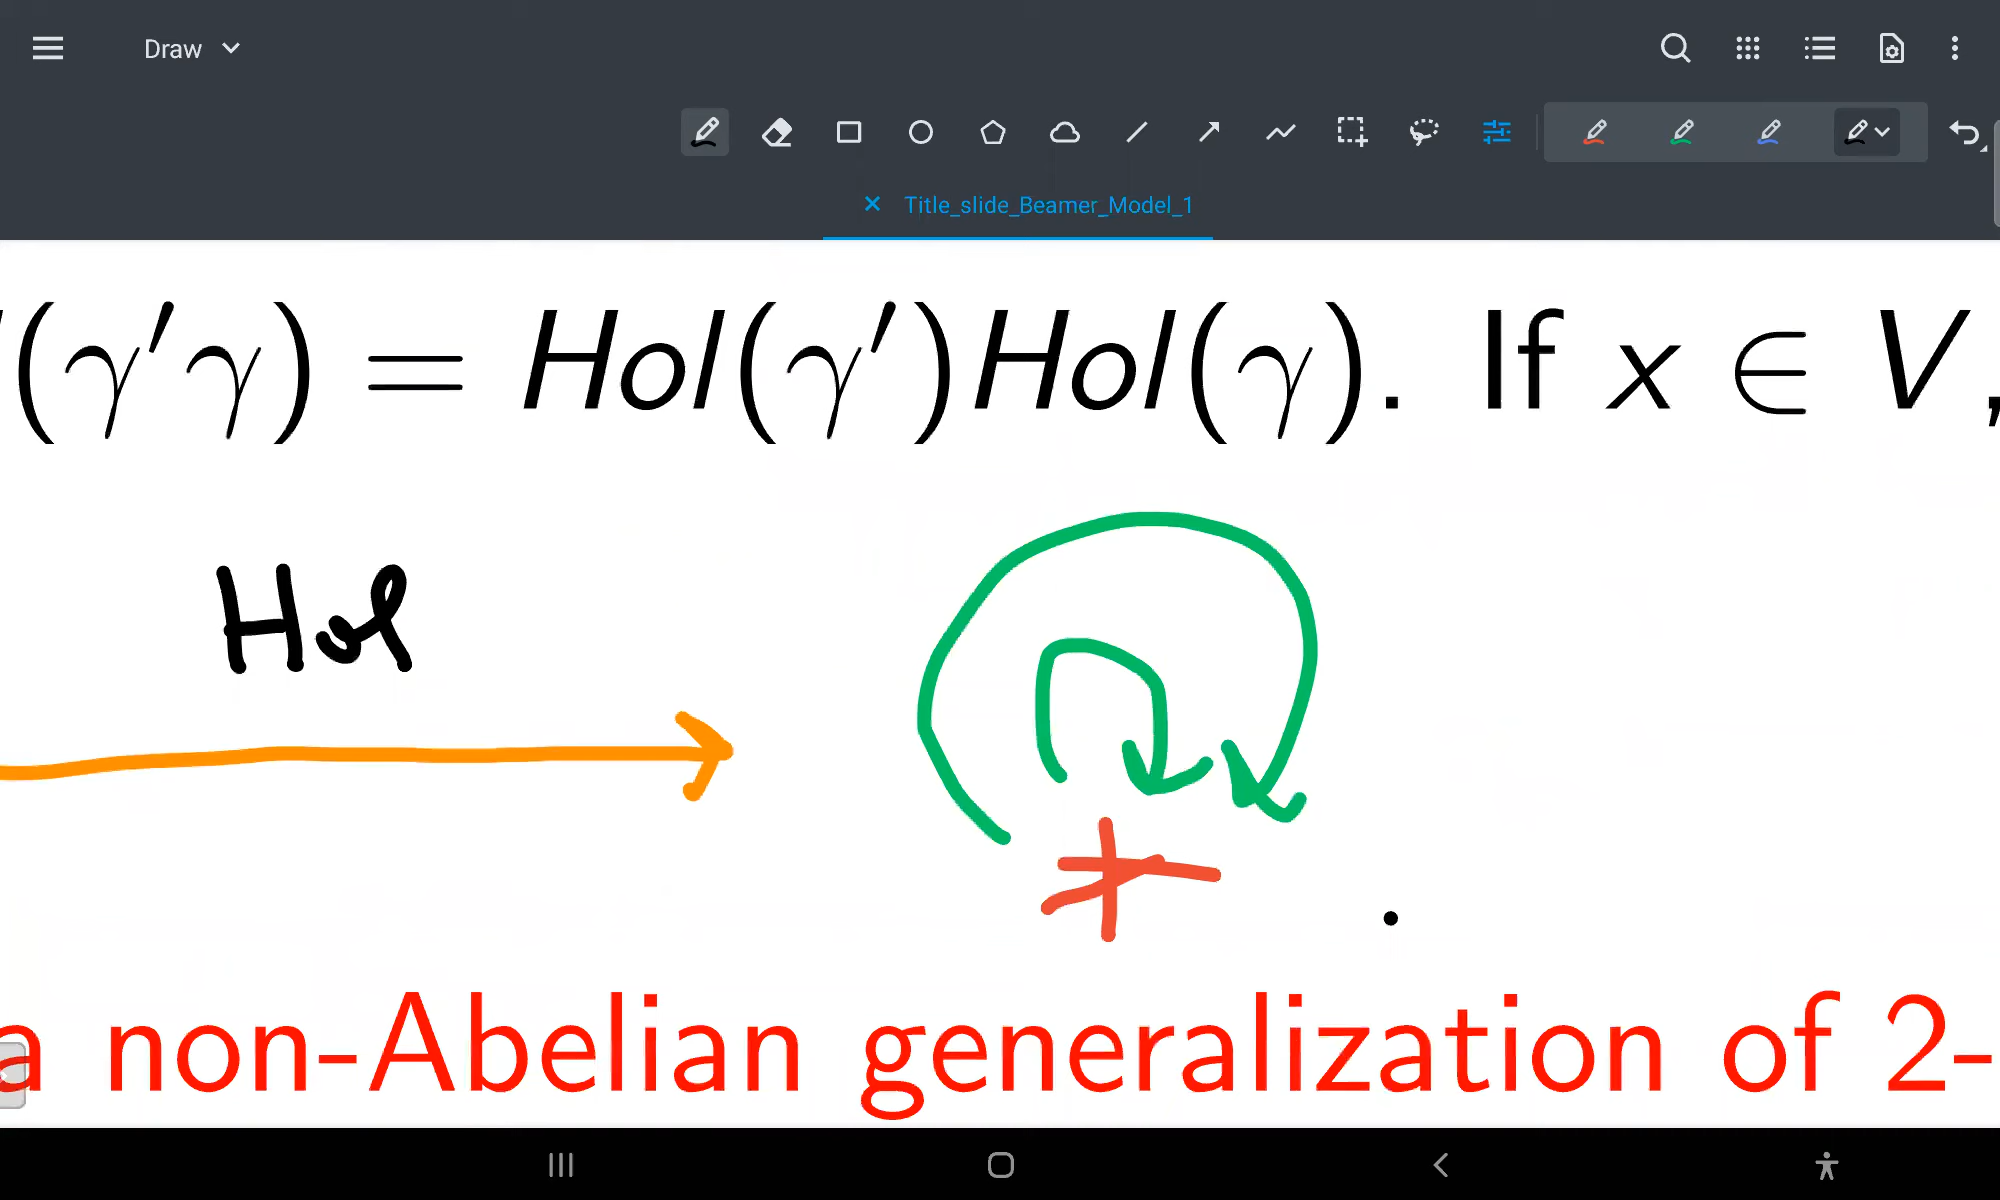 Draw
Title_slide_Beamer_Model_1
(γ′γ) = Hol(γ′)Hol(γ). If x ∈ V,
Hol
a non-Abelian generalization of 2-